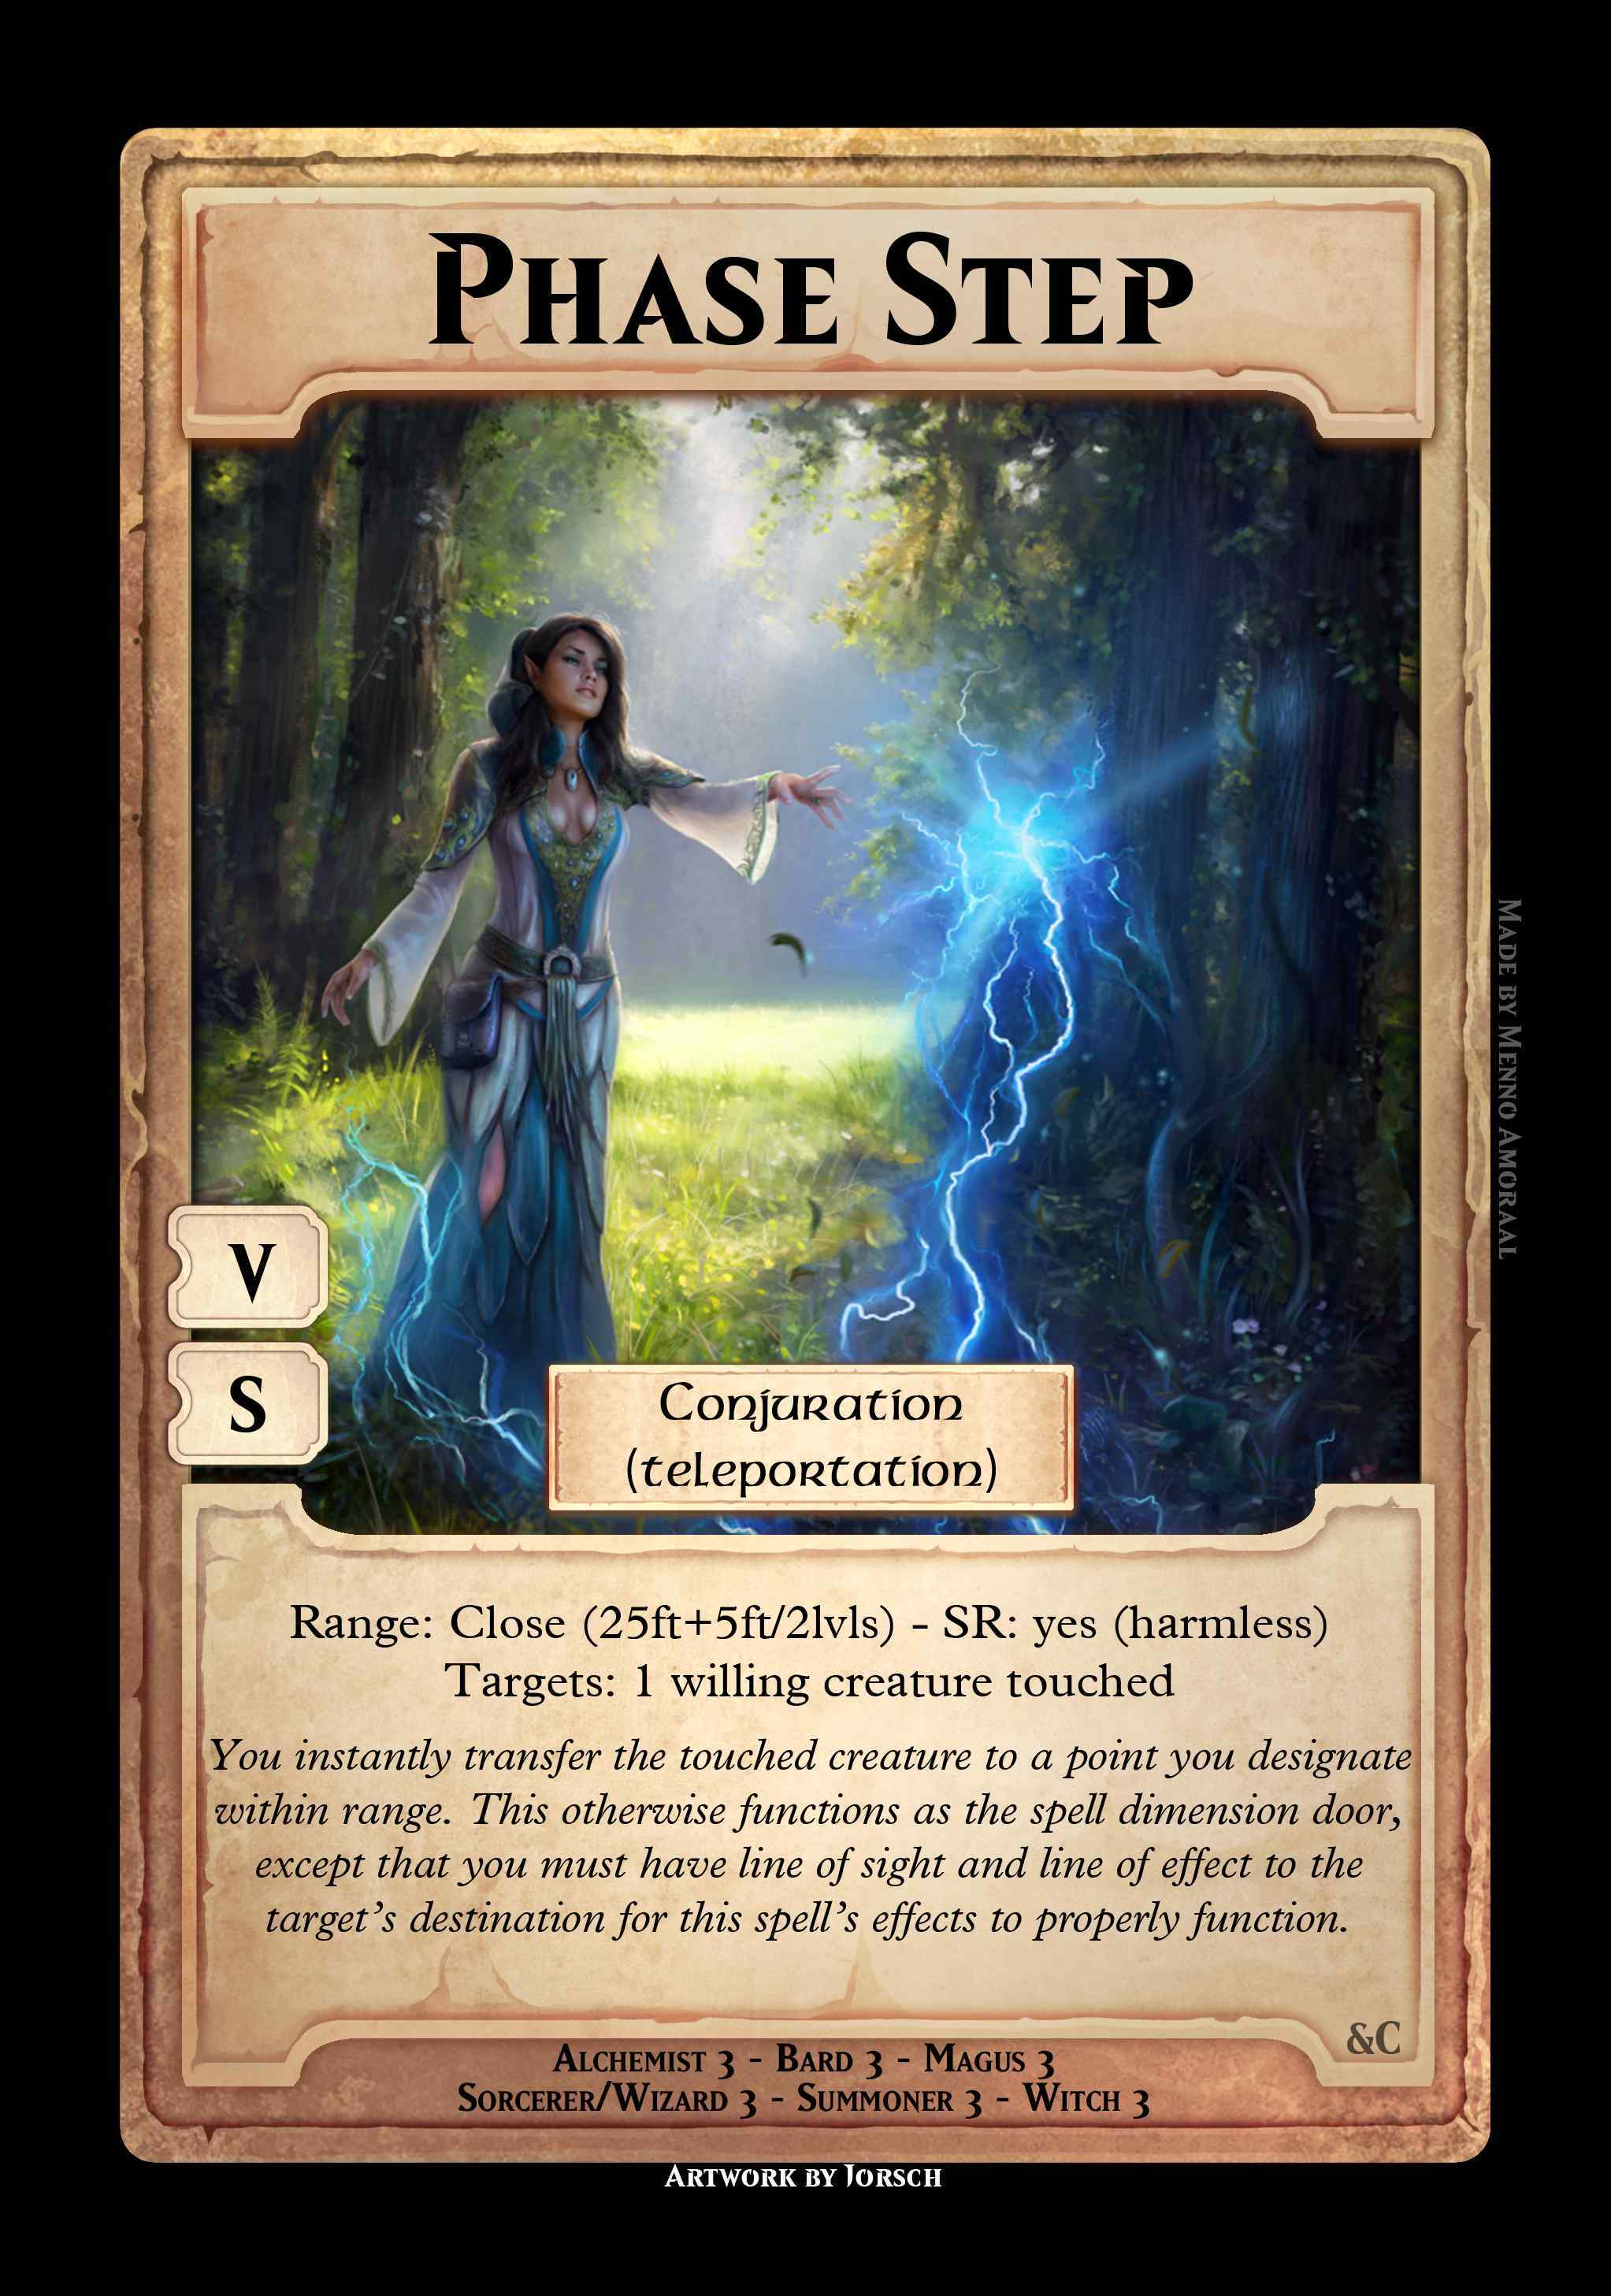 Phase Step
V
S
Conjuration
(teleportation)
Range: Close (25ft+5ft/2lvls) - SR: yes (harmless)
Targets: 1 willing creature touched
You instantly transfer the touched creature to a point you designate
within range. This otherwise functions as the spell dimension door,
except that you must have line of sight and line of effect to the
target's destination for this spell's effects to properly function.
&C
Alchemist 3 - Bard 3 - Magus 3
Sorcerer/Wizard 3 - Summoner 3 - Witch 3
Artwork by Jorsch
Made by Menno Amoraal